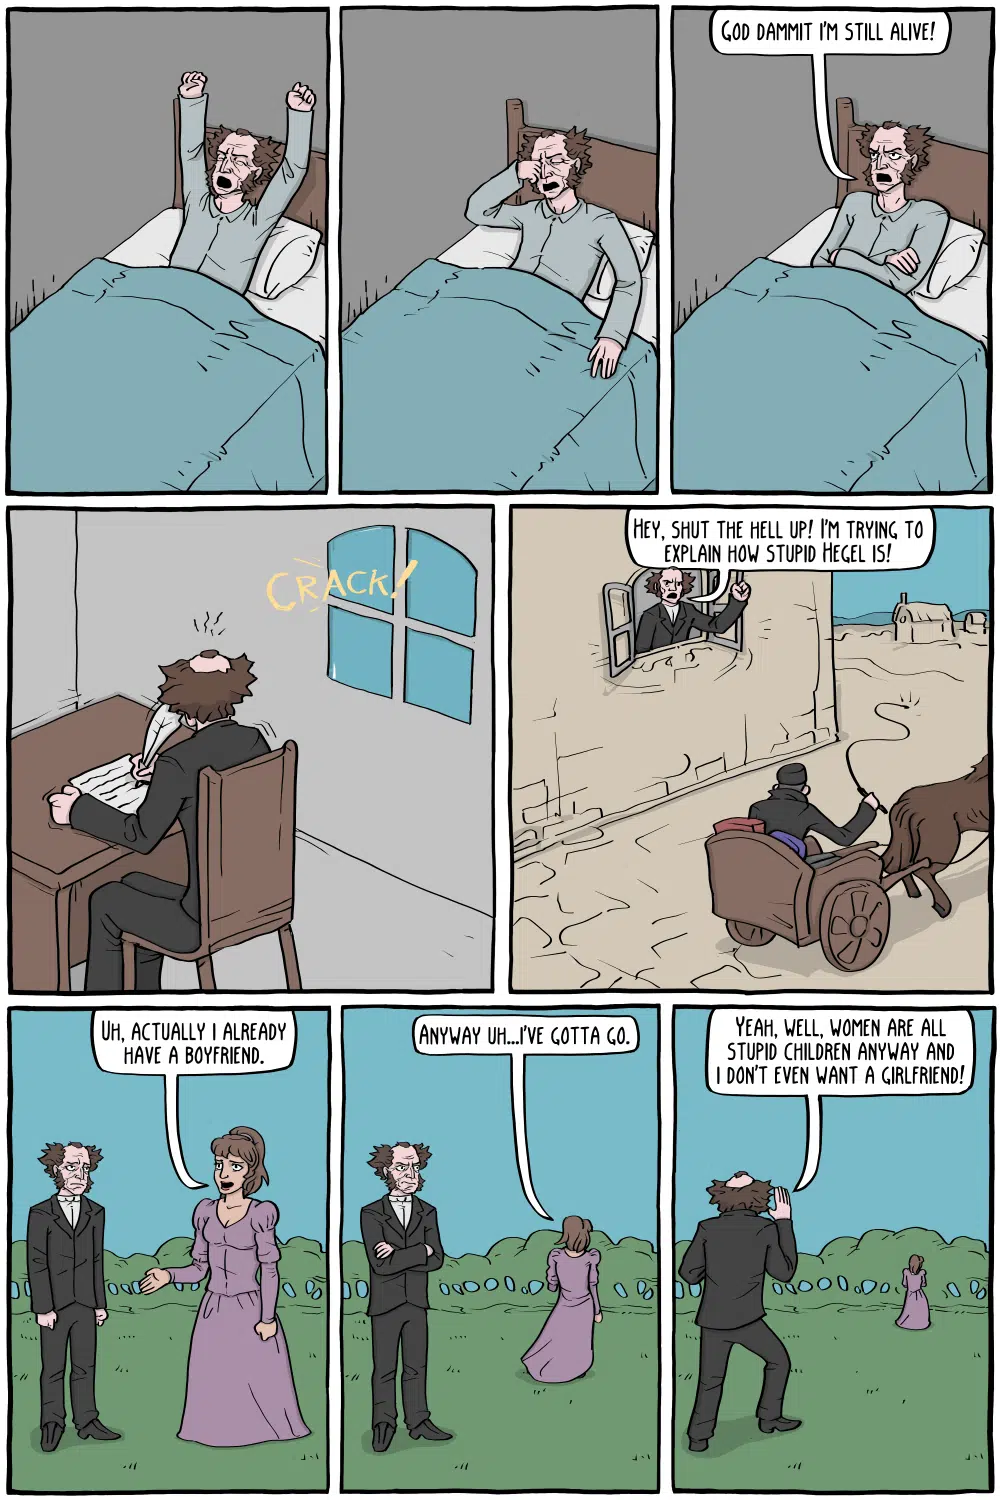 GOD DAMMIT I'M STILL ALIVE!
CRACK!
HEY, SHUT THE HELL UP! I'M TRYING TO
EXPLAIN HOW STUPID HEGEL IS!
UH, ACTUALLY I ALREADY
HAVE A BOYFRIEND.
ANYWAY UH...I'VE GOTTA GO.
YEAH, WELL, WOMEN ARE ALL
STUPID CHILDREN ANYWAY AND
I DON'T EVEN WANT A GIRLFRIEND!